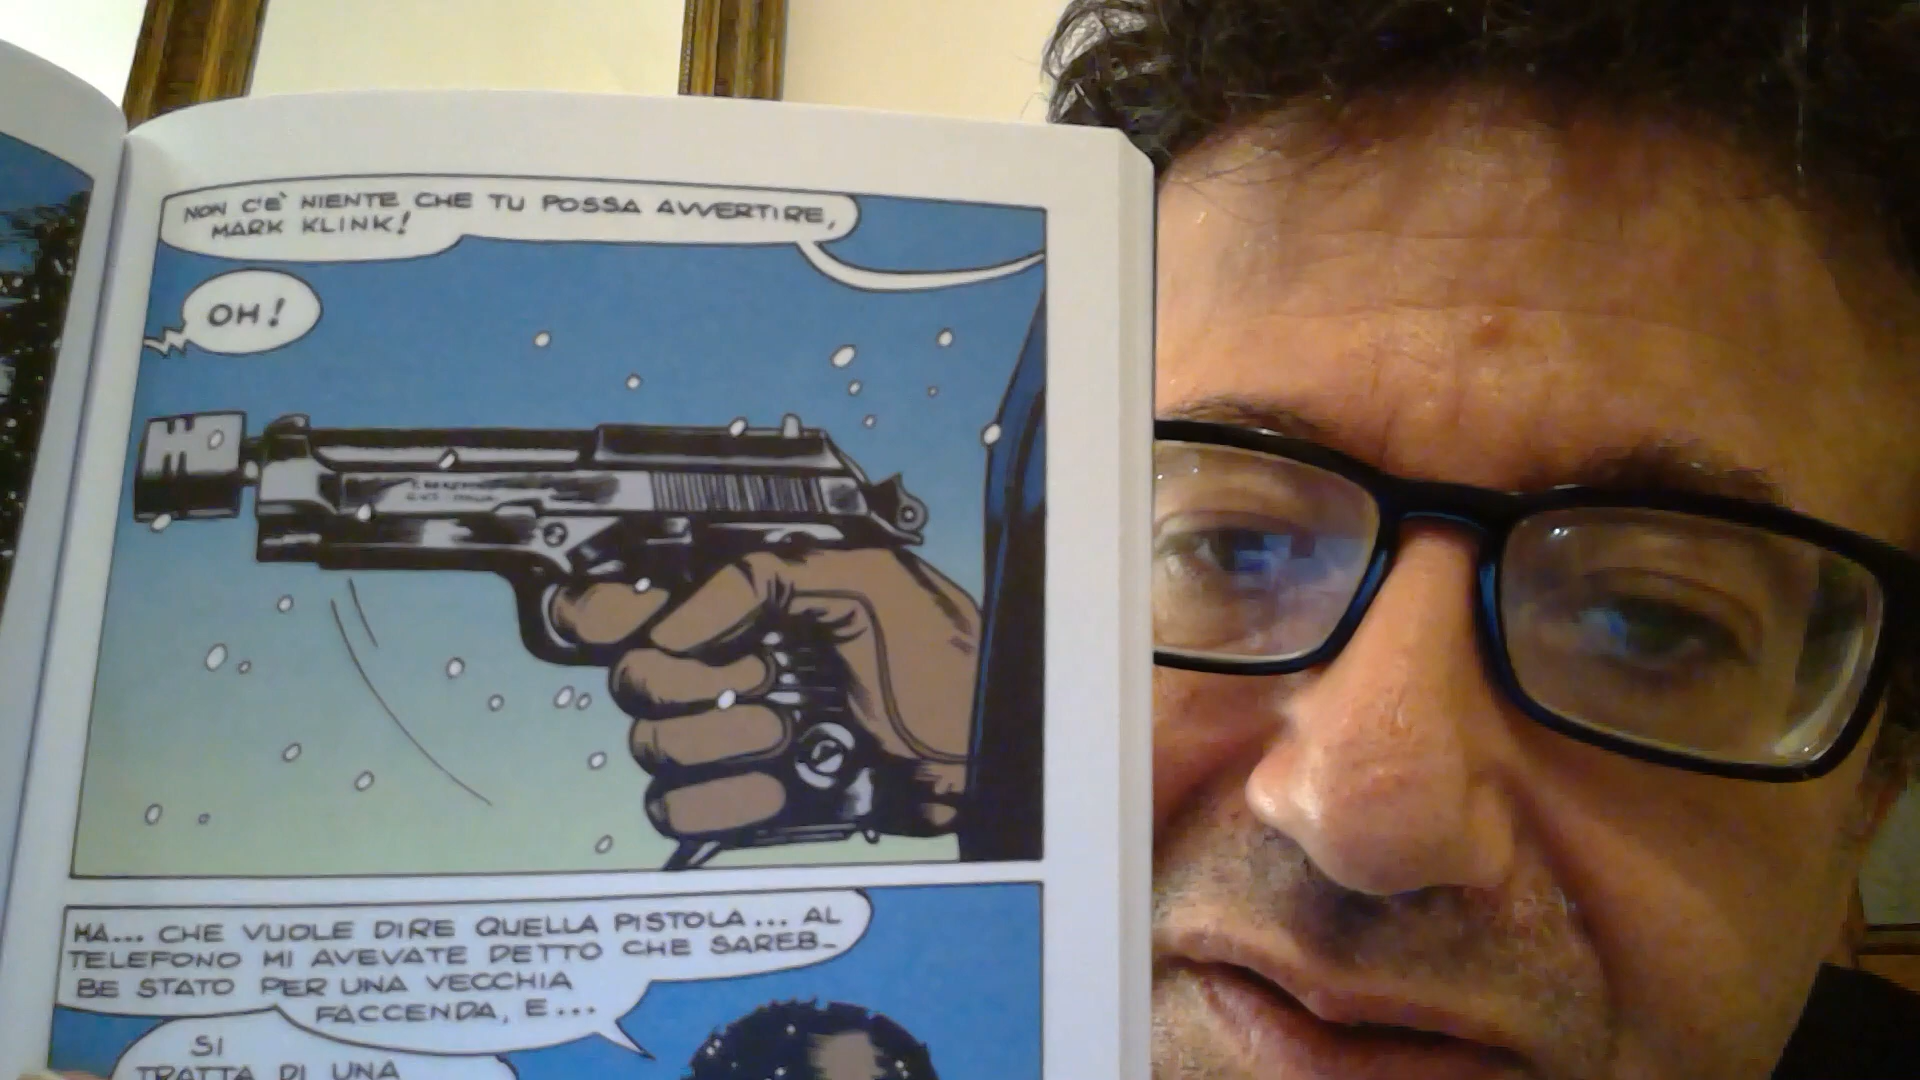 NON C'È NIENTE CHE TU POSSA AVVERTIRE,
MARK KLINK!
OH!
MA... CHE VUOLE DIRE QUELLA PISTOLA... AL
TELEFONO MI AVEVATE DETTO CHE SAREB-
BE STATO PER UNA VECCHIA
FACCENDA, E...
SI
TRATTA DI UNA